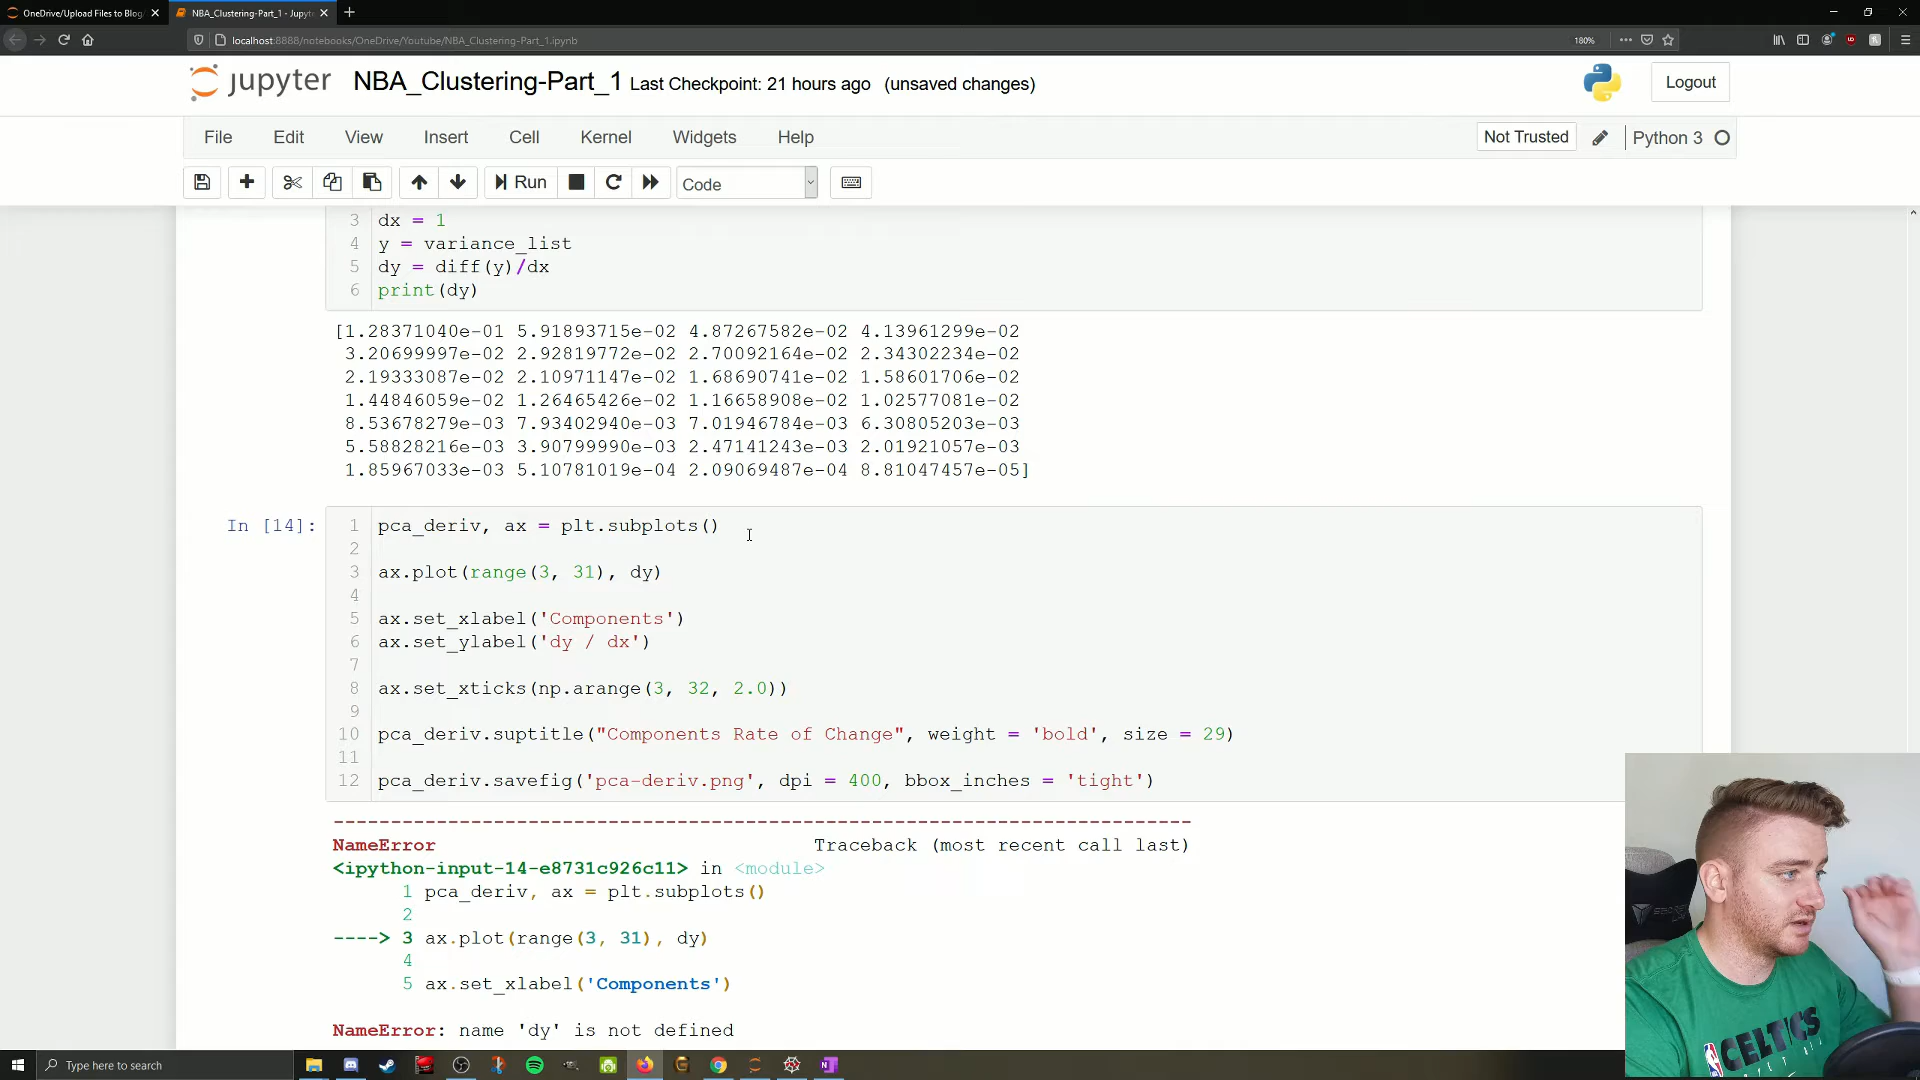 OneDrive/Upload Files to Blog/
NBA_Clustering-Part_1 - Jupyter
localhost:8888/notebooks/OneDrive/Youtube/NBA_Clustering-Part_1.ipynb
180%
jupyter NBA_Clustering-Part_1 Last Checkpoint: 21 hours ago (unsaved changes)
Logout
File Edit View Insert Cell Kernel Widgets Help
Not Trusted
Python 3
Run
Code
3 dx = 1
4 y = variance_list
5 dy = diff(y)/dx
6 print(dy)
[1.28371040e-01 5.91893715e-02 4.87267582e-02 4.13961299e-02
3.20699997e-02 2.92819772e-02 2.70092164e-02 2.34302234e-02
2.19333087e-02 2.10971147e-02 1.68690741e-02 1.58601706e-02
1.44846059e-02 1.26465426e-02 1.16658908e-02 1.02577081e-02
8.53678279e-03 7.93402940e-03 7.01946784e-03 6.30805203e-03
5.58828216e-03 3.90799990e-03 2.47141243e-03 2.01921057e-03
1.85967033e-03 5.10781019e-04 2.09069487e-04 8.81047457e-05]
In [14]:
1 pca_deriv, ax = plt.subplots()
2
3 ax.plot(range(3, 31), dy)
4
5 ax.set_xlabel('Components')
6 ax.set_ylabel('dy / dx')
7
8 ax.set_xticks(np.arange(3, 32, 2.0))
9
10 pca_deriv.suptitle("Components Rate of Change", weight = 'bold', size = 29)
11
12 pca_deriv.savefig('pca-deriv.png', dpi = 400, bbox_inches = 'tight')
---------------------------------------------------------------------------
NameError Traceback (most recent call last)
<ipython-input-14-e8731c926c11> in <module>
1 pca_deriv, ax = plt.subplots()
2
----> 3 ax.plot(range(3, 31), dy)
4
5 ax.set_xlabel('Components')
NameError: name 'dy' is not defined
CELTICS
Type here to search